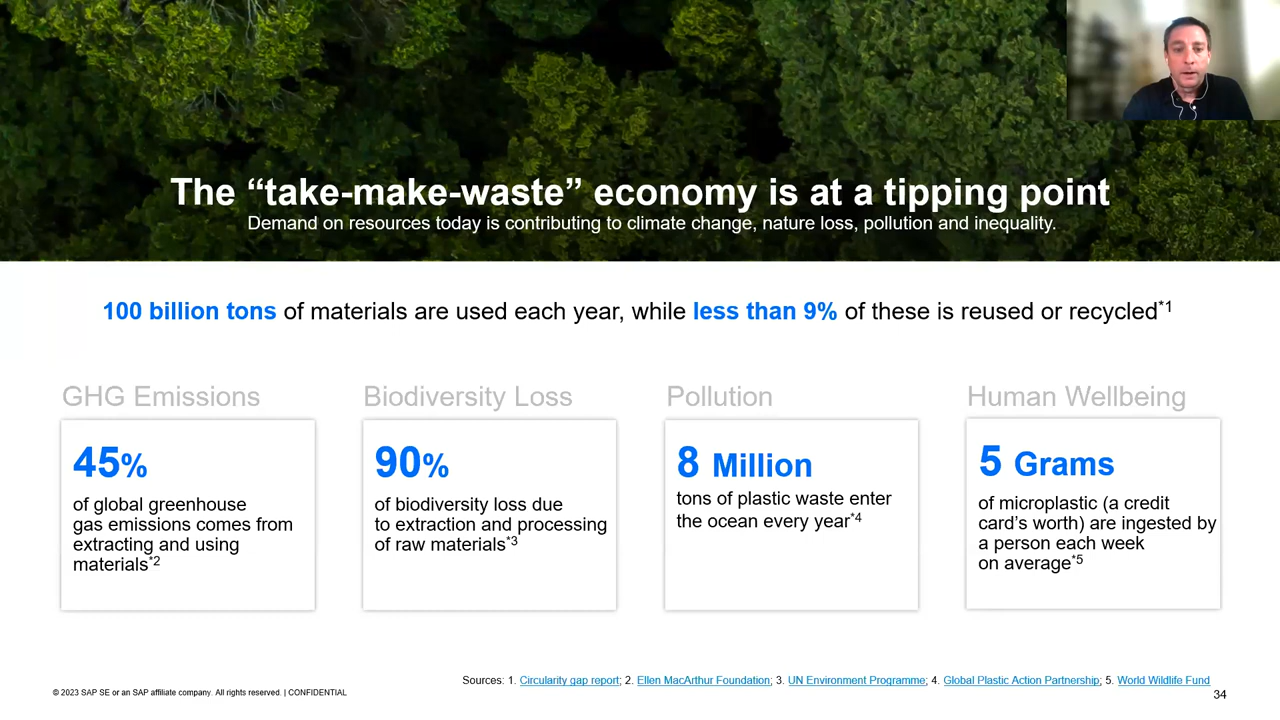 The “take-make-waste” economy is at a tipping point
Demand on resources today is contributing to climate change, nature loss, pollution and inequality.
100 billion tons of materials are used each year, while less than 9% of these is reused or recycled*1
GHG Emissions
45%
of global greenhouse
gas emissions comes from
extracting and using
materials*2
Biodiversity Loss
90%
of biodiversity loss due
to extraction and processing
of raw materials*3
Pollution
8 Million
tons of plastic waste enter
the ocean every year*4
Human Wellbeing
5 Grams
of microplastic (a credit
card’s worth) are ingested by
a person each week
on average*5
Sources: 1. Circularity gap report; 2. Ellen MacArthur Foundation; 3. UN Environment Programme; 4. Global Plastic Action Partnership; 5. World Wildlife Fund
© 2023 SAP SE or an SAP affiliate company. All rights reserved. | CONFIDENTIAL
34